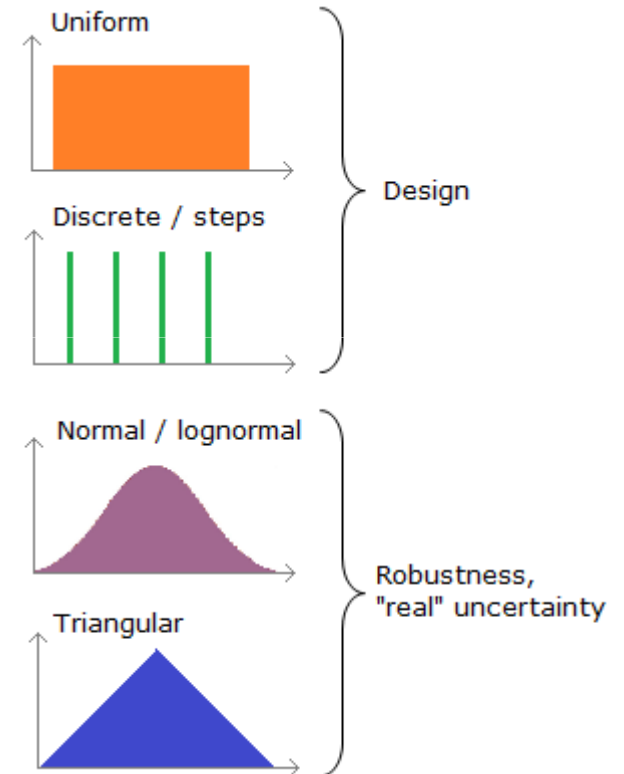 Uniform
Design
Discrete / steps
Normal / lognormal
Robustness,
"real" uncertainty
Triangular